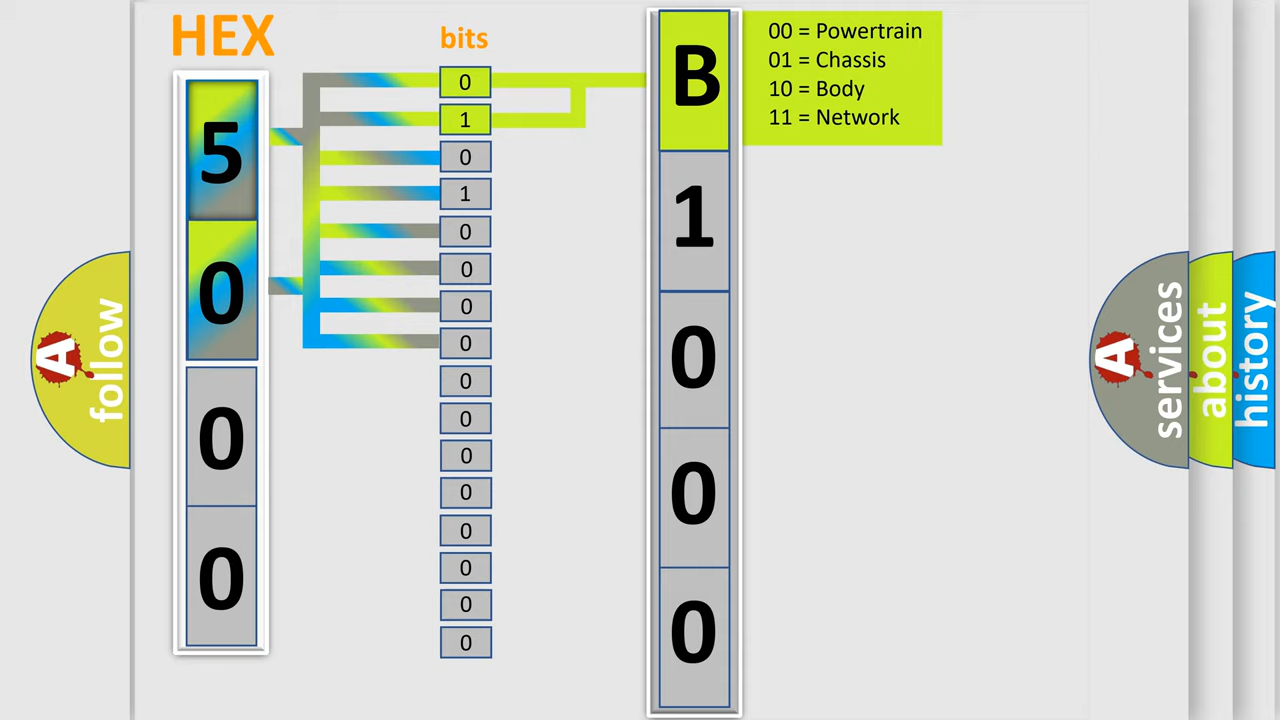 HEX
bits
5
0
0
0
0
1
0
1
0
0
0
0
0
0
0
0
0
0
0
0
B
1
0
0
0
00 = Powertrain
01 = Chassis
10 = Body
11 = Network
A
follow
A
services
about
history